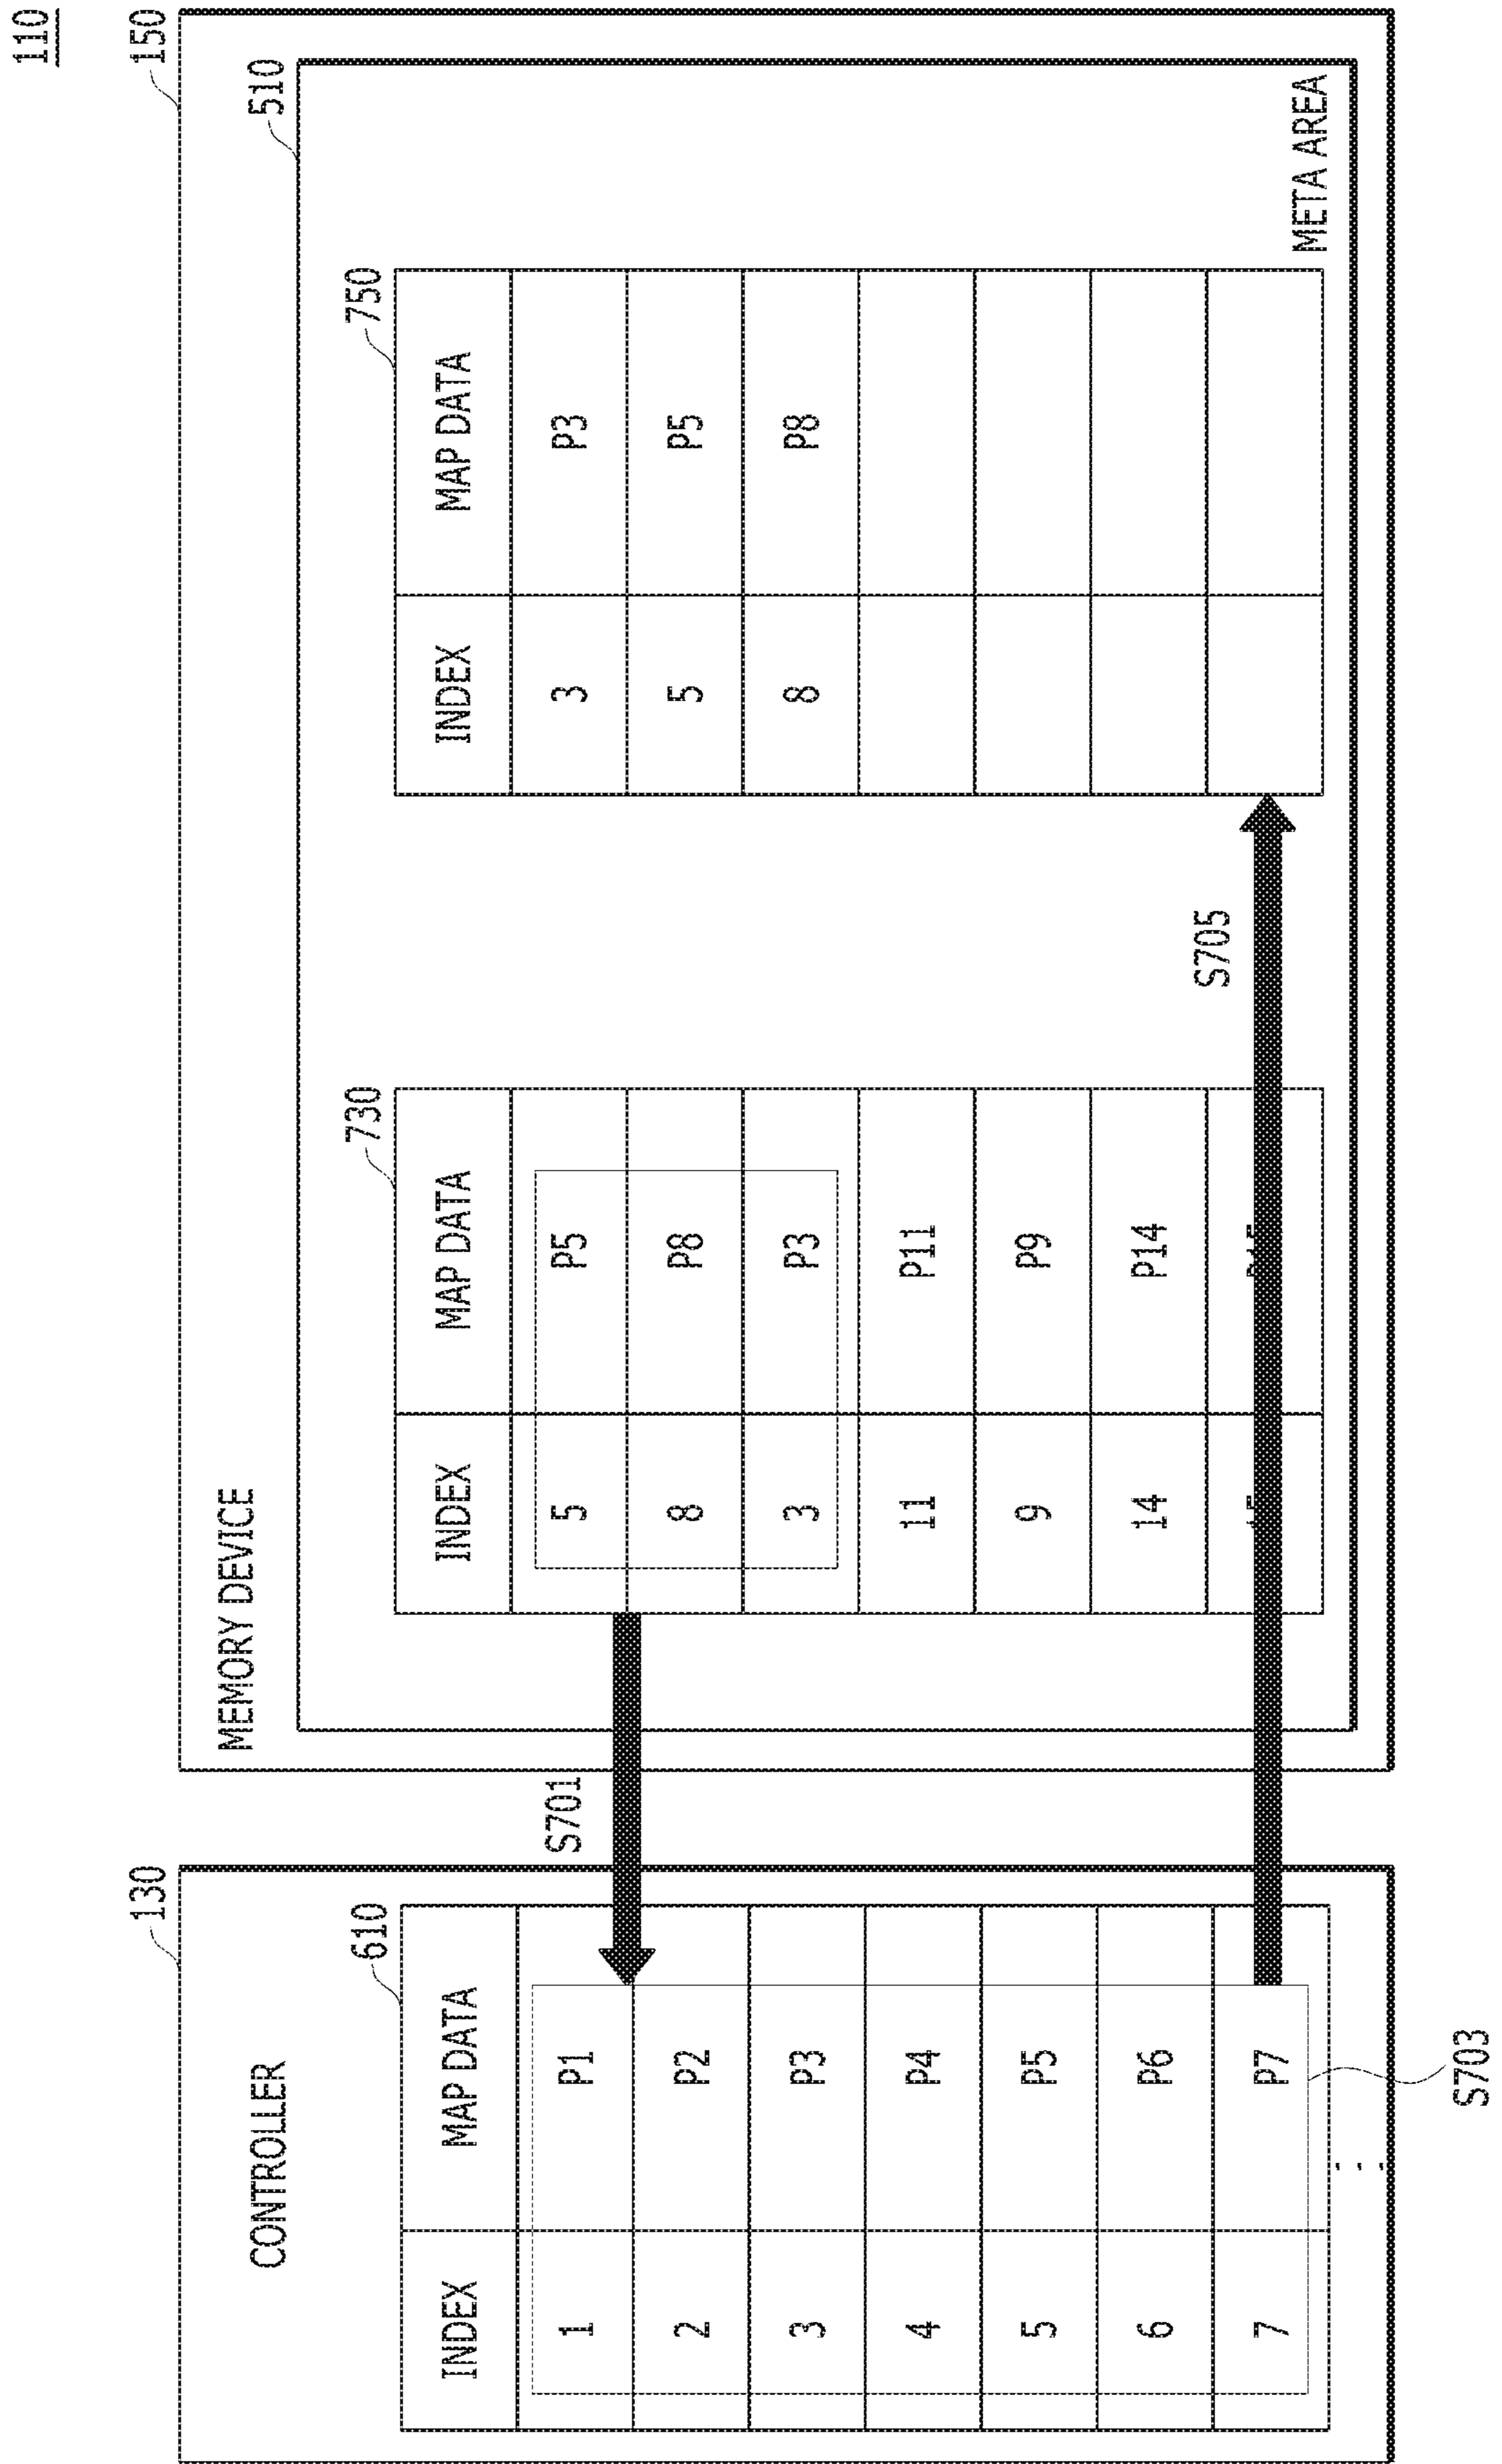 110
130
150
CONTROLLER
MEMORY DEVICE
510
610
INDEX MAP DATA
1 P1
2 P2
3 P3
4 P4
5 P5
6 P6
7 P7
...
S703
S701
730
INDEX MAP DATA
5 P5
8 P8
3 P3
11 P11
9 P9
14 P14
S705
750
INDEX MAP DATA
3 P3
5 P5
8 P8
META AREA